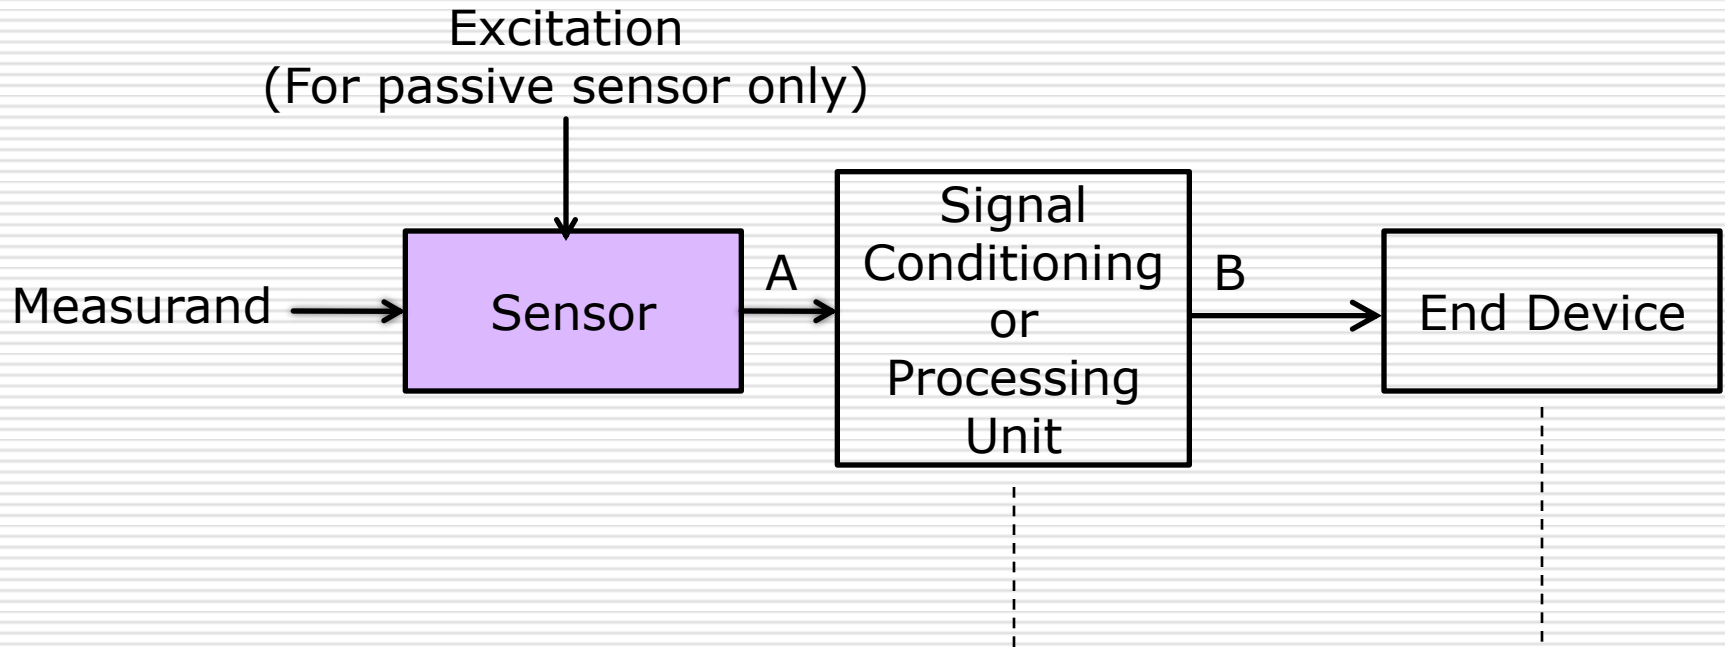 Excitation
(For passive sensor only)
Measurand
Sensor
A
Signal
Conditioning
or
Processing
Unit
B
End Device